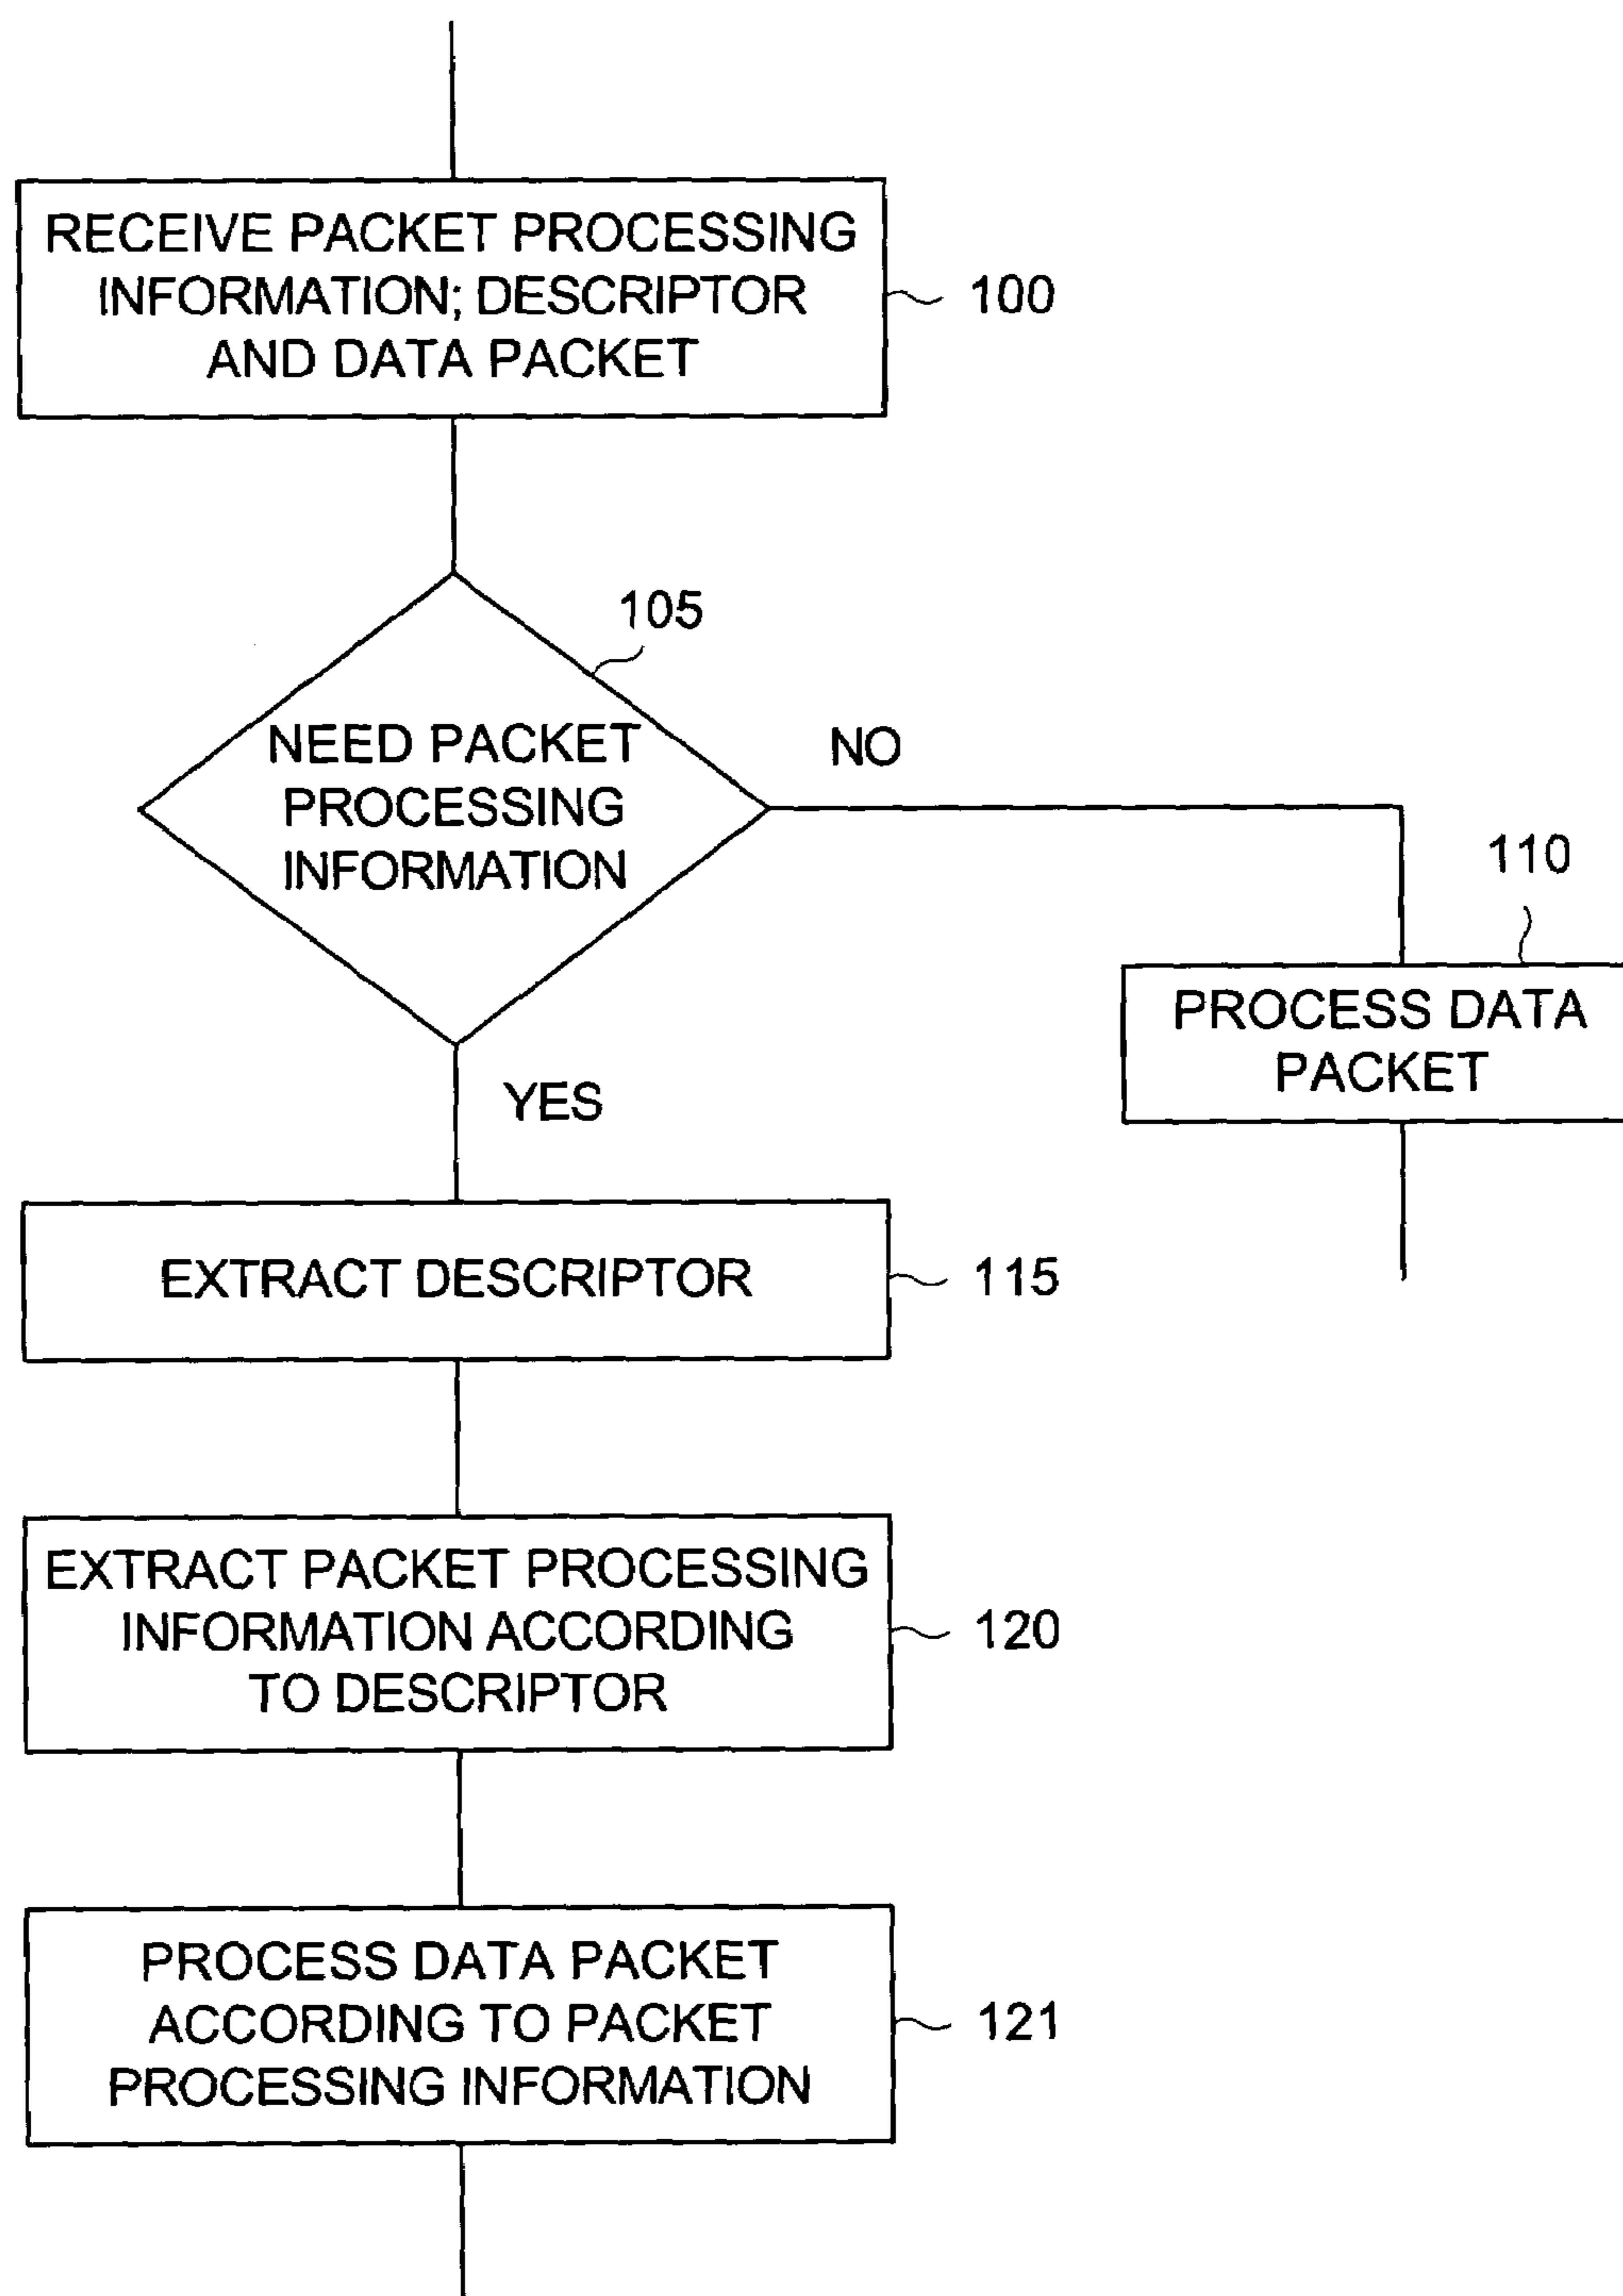 RECEIVE PACKET PROCESSING
INFORMATION; DESCRIPTOR
AND DATA PACKET
100
105
NEED PACKET
PROCESSING
INFORMATION
NO
110
PROCESS DATA
PACKET
YES
EXTRACT DESCRIPTOR
115
EXTRACT PACKET PROCESSING
INFORMATION ACCORDING
TO DESCRIPTOR
120
PROCESS DATA PACKET
ACCORDING TO PACKET
PROCESSING INFORMATION
121